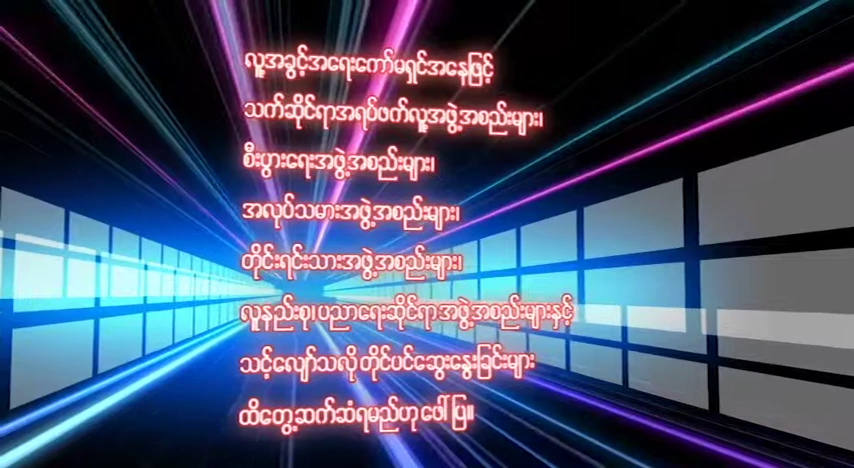 လူ့အခွင့်အရေးကော်မရှင်အနေဖြင့်
သက်ဆိုင်ရာအရပ်ဖက်လူ့အဖွဲ့အစည်းများ၊
စီးပွားရေးအဖွဲ့အစည်းများ၊
အလုပ်သမားအဖွဲ့အစည်းများ၊
တိုင်းရင်းသားအဖွဲ့အစည်းများ၊
လူနည်းစု၊ပညာရေးဆိုင်ရာအဖွဲ့အစည်းများနှင့်
သင့်လျော်သလိုတိုင်ပင်ဆွေးနွေးခြင်းများ
ထိတွေ့ဆက်ဆံရမည်ဟုပေါ်ပြ။